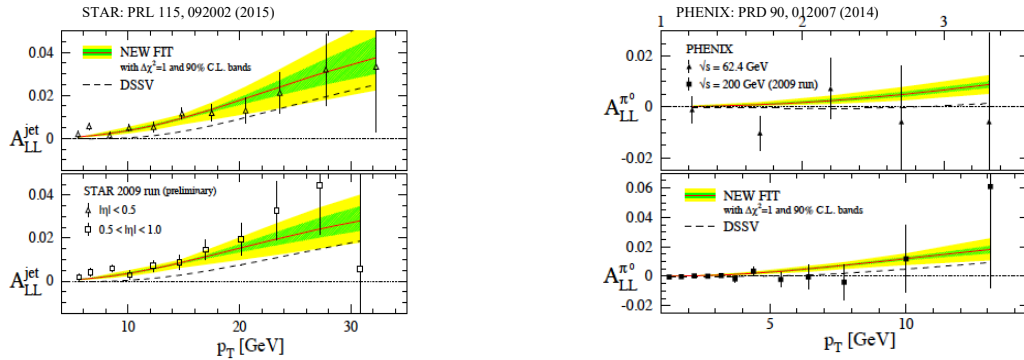 STAR: PRL 115, 092002 (2015)
0.04
0.02
0
A_LL^jet
NEW FIT
with Δχ²=1 and 90% C.L. bands
DSSV
0.04
0.02
0
A_LL^jet
STAR 2009 run (preliminary)
|η| < 0.5
0.5 < |η| < 1.0
10 20 30
p_T [GeV]
PHENIX: PRD 90, 012007 (2014)
1 2 3
0.02
0
-0.02
A_LL^π⁰
PHENIX
√s = 62.4 GeV
√s = 200 GeV (2009 run)
0.06
0.04
0.02
0
-0.02
A_LL^π⁰
NEW FIT
with Δχ²=1 and 90% C.L. bands
DSSV
5 10
p_T [GeV]